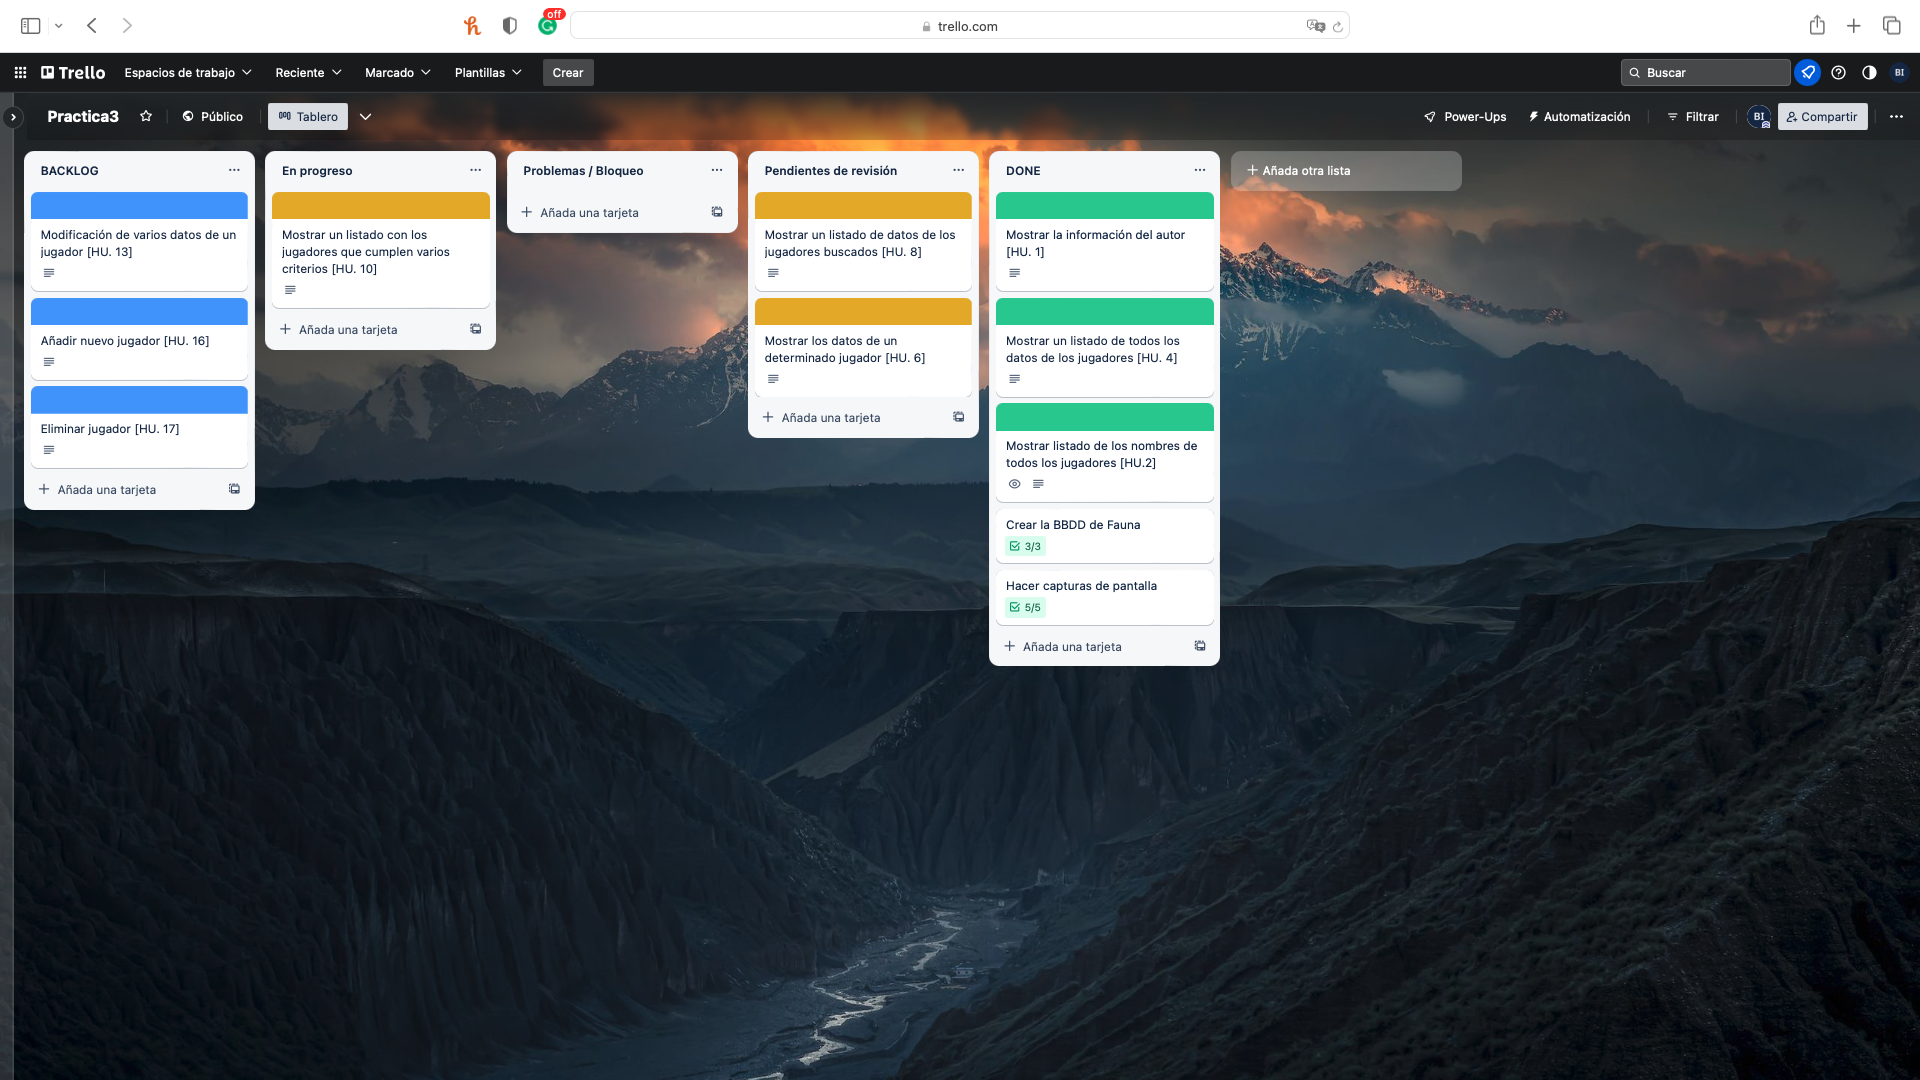 off
trello.com
Trello
Espacios de trabajo
Reciente
Marcado
Plantillas
Crear
Buscar
BI
Practica3
Público
Tablero
Power-Ups
Automatización
Filtrar
BI
Compartir
BACKLOG
Modificación de varios datos de un
jugador [HU. 13]
Añadir nuevo jugador [HU. 16]
Eliminar jugador [HU. 17]
Añada una tarjeta
En progreso
Mostrar un listado con los
jugadores que cumplen varios
criterios [HU. 10]
Añada una tarjeta
Problemas / Bloqueo
Añada una tarjeta
Pendientes de revisión
Mostrar un listado de datos de los
jugadores buscados [HU. 8]
Mostrar los datos de un
determinado jugador [HU. 6]
Añada una tarjeta
DONE
Mostrar la información del autor
[HU. 1]
Mostrar un listado de todos los
datos de los jugadores [HU. 4]
Mostrar listado de los nombres de
todos los jugadores [HU.2]
Crear la BBDD de Fauna
3/3
Hacer capturas de pantalla
5/5
Añada una tarjeta
Añada otra lista